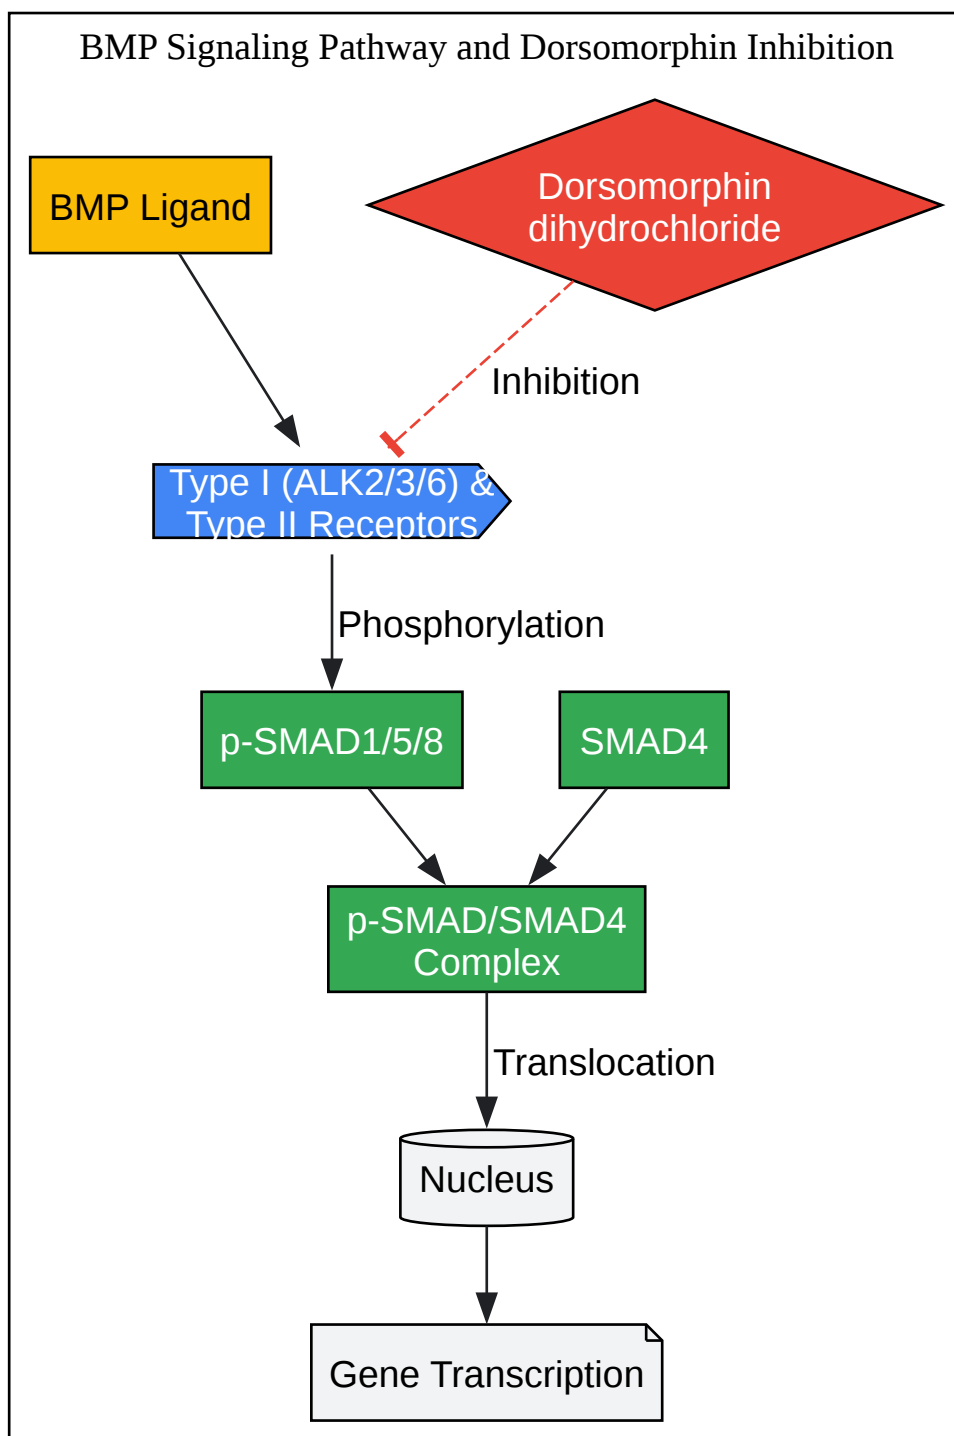 BMP Signaling Pathway and Dorsomorphin Inhibition
BMP Ligand
Dorsomorphin
dihydrochloride
Inhibition
Type I (ALK2/3/6) &
Type II Receptors
Phosphorylation
p-SMAD1/5/8
SMAD4
p-SMAD/SMAD4
Complex
Translocation
Nucleus
Gene Transcription